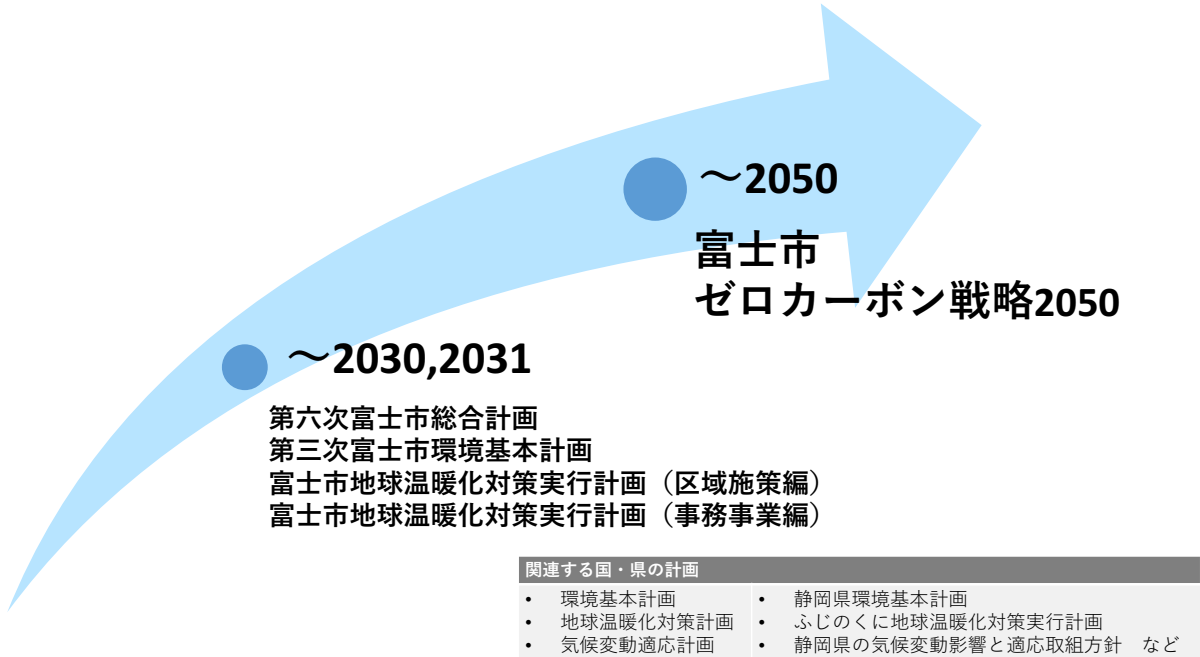 ～2050
富士市
ゼロカーボン戦略2050
～2030,2031
第六次富士市総合計画
第三次富士市環境基本計画
富士市地球温暖化対策実行計画（区域施策編）
富士市地球温暖化対策実行計画（事務事業編）
関連する国・県の計画
• 環境基本計画
• 地球温暖化対策計画
• 気候変動適応計画
• 静岡県環境基本計画
• ふじのくに地球温暖化対策実行計画
• 静岡県の気候変動影響と適応取組方針　など